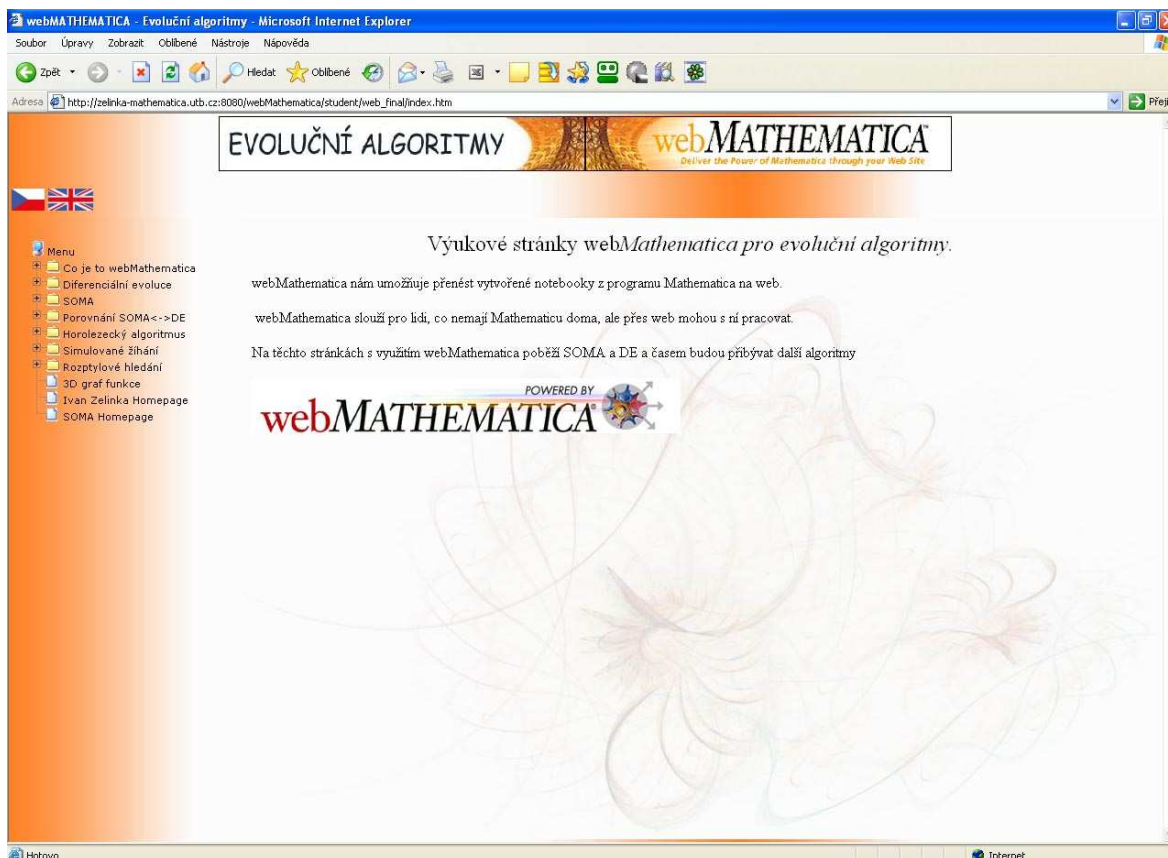 webMATHEMATICA - Evoluční algoritmy - Microsoft Internet Explorer
Soubor Úpravy Zobrazit Oblíbené Nástroje Nápověda
Zpět Hledat Oblíbené
Adresa http://zelinka-mathematica.utb.cz:8080/webMathematica/student/web_final/index.htm Přejí
EVOLUČNÍ ALGORITMY webMATHEMATICA
Deliver the Power of Mathematica through your Web Site
Výukové stránky webMathematica pro evoluční algoritmy.
Menu
Co je to webMathematica
Diferenciální evoluce
SOMA
Porovnání SOMA<->DE
Horolezecký algoritmus
Simulované žíhání
Rozptylové hledání
3D graf funkce
Ivan Zelinka Homepage
SOMA Homepage
webMathematica nám umožňuje přenést vytvořené notebooky z programu Mathematica na web.
webMathematica slouží pro lidi, co nemají Mathematicu doma, ale přes web mohou s ní pracovat.
Na těchto stránkách s využitím webMathematica poběží SOMA a DE a časem budou přibývat další algoritmy
POWERED BY
webMATHEMATICA
Hotovo Internet